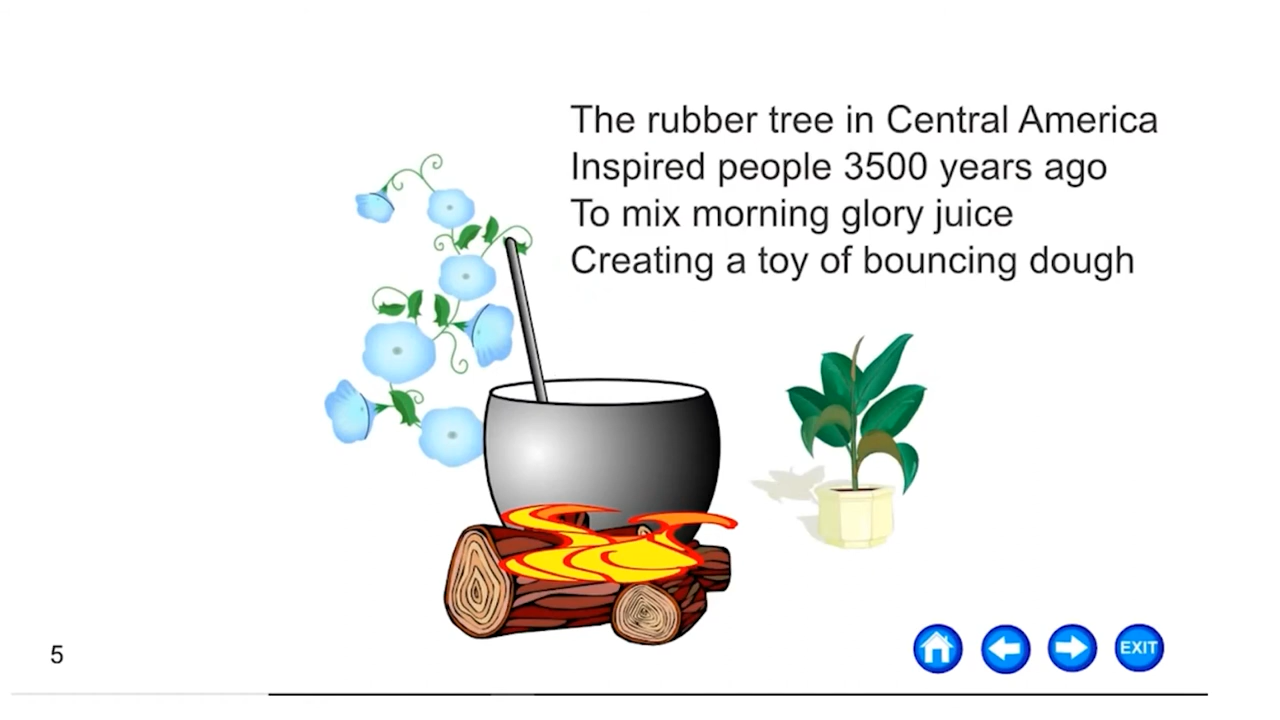 The rubber tree in Central America
Inspired people 3500 years ago
To mix morning glory juice
Creating a toy of bouncing dough
5
EXIT